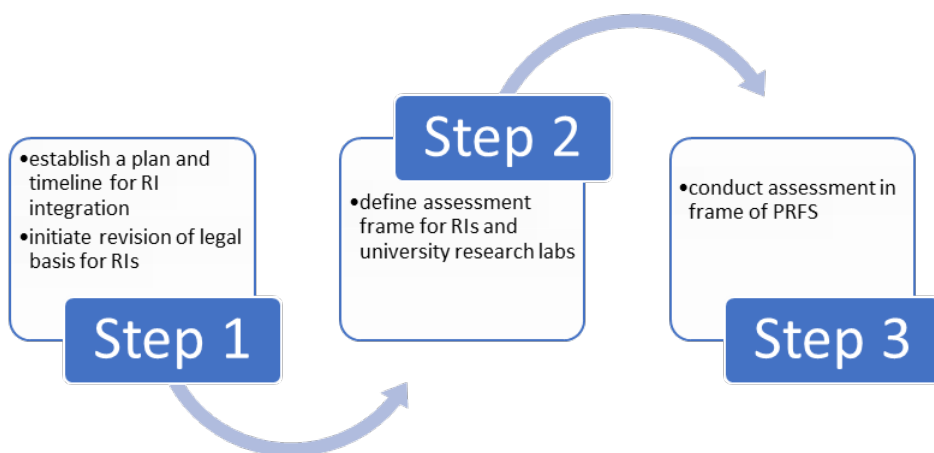 •establish a plan and
timeline for RI
integration
•initiate revision of legal
basis for RIs
Step 1
Step 2
•define assessment
frame for RIs and
university research labs
•conduct assessment in
frame of PRFS
Step 3